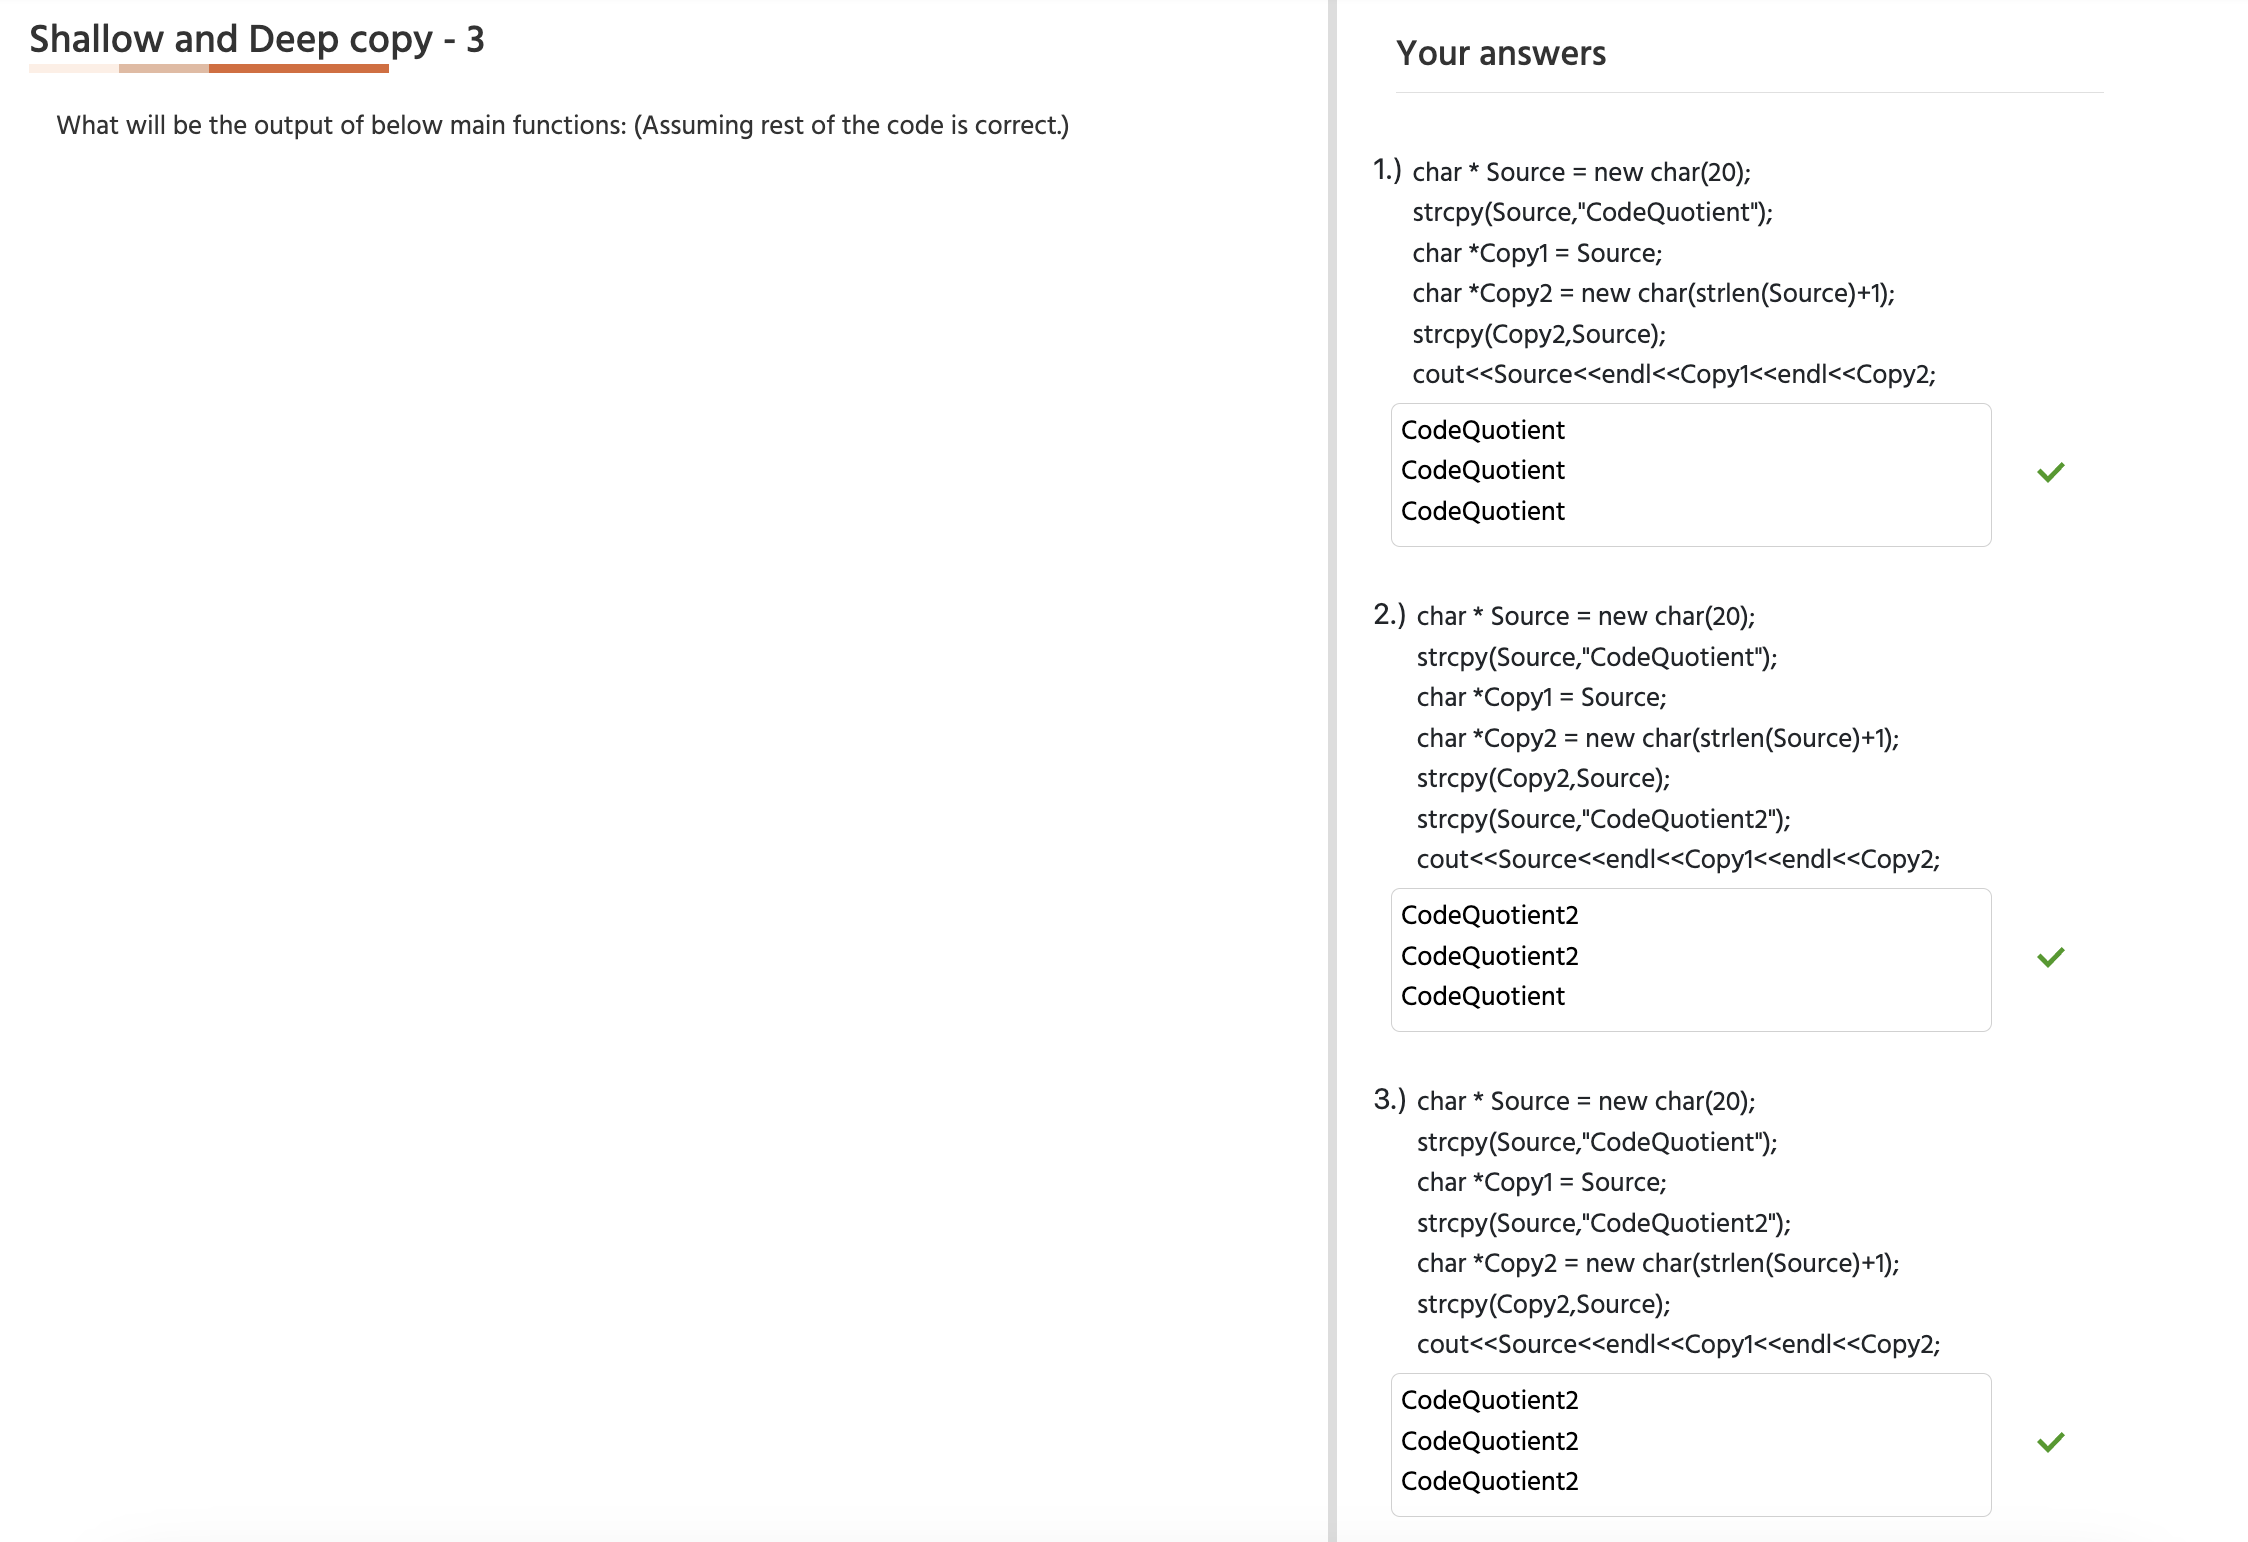 Shallow and Deep copy - 3
What will be the output of below main functions: (Assuming rest of the code is correct.)
Your answers
1.) char * Source = new char(20);
strcpy(Source,"CodeQuotient");
char *Copy1 = Source;
char *Copy2 = new char(strlen(Source)+1);
strcpy(Copy2,Source);
cout<<Source<<endl<<Copy1<<endl<<Copy2;
CodeQuotient
CodeQuotient
CodeQuotient
2.) char * Source = new char(20);
strcpy(Source,"CodeQuotient");
char *Copy1 = Source;
char *Copy2 = new char(strlen(Source)+1);
strcpy(Copy2,Source);
strcpy(Source,"CodeQuotient2");
cout<<Source<<endl<<Copy1<<endl<<Copy2;
CodeQuotient2
CodeQuotient2
CodeQuotient
3.) char * Source = new char(20);
strcpy(Source,"CodeQuotient");
char *Copy1 = Source;
strcpy(Source,"CodeQuotient2");
char *Copy2 = new char(strlen(Source)+1);
strcpy(Copy2,Source);
cout<<Source<<endl<<Copy1<<endl<<Copy2;
CodeQuotient2
CodeQuotient2
CodeQuotient2